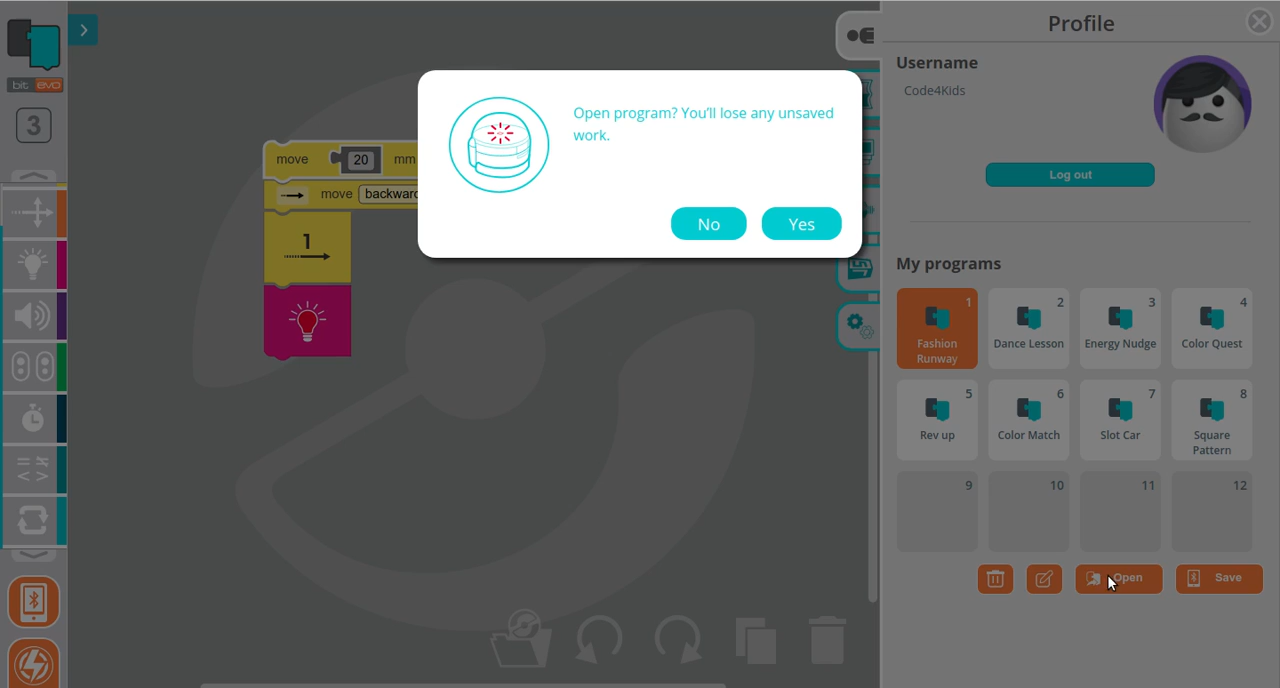 bit evo
3
move 20 mm
move backward
1
Open program? You'll lose any unsaved
work.
No Yes
Profile
Username
Code4Kids
Log out
My programs
1 2 3 4
Fashion
Runway
Dance Lesson
Energy Nudge
Color Quest
5 6 7 8
Rev up
Color Match
Slot Car
Square
Pattern
9 10 11 12
Open
Save